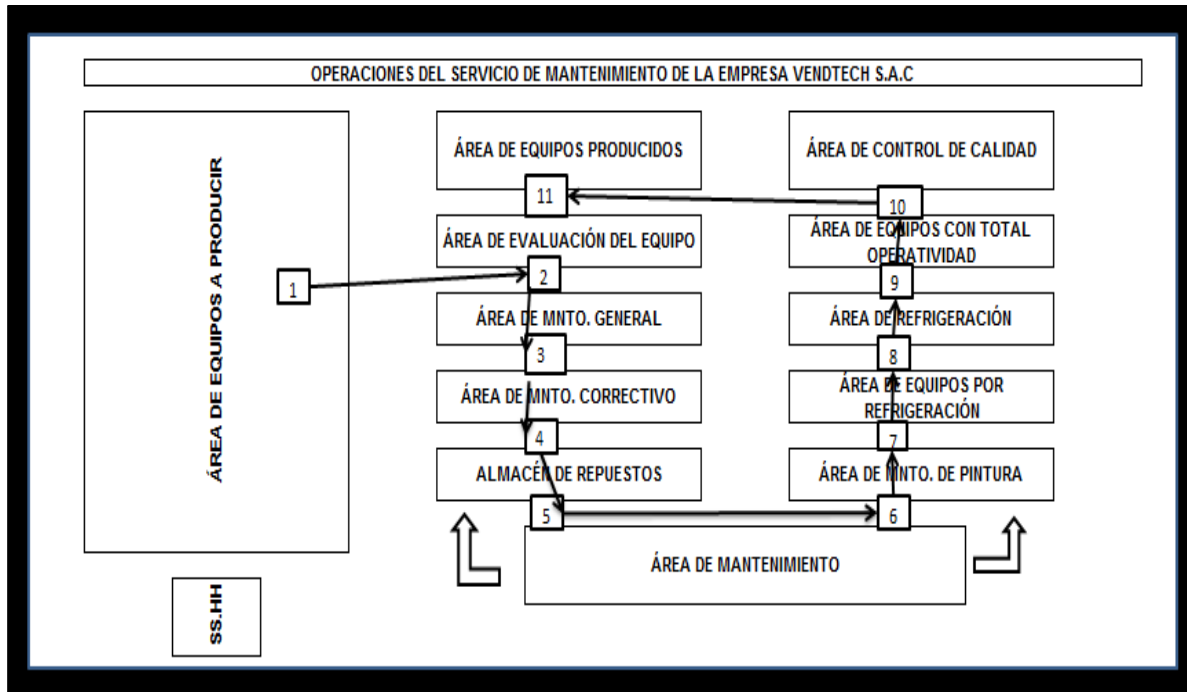 OPERACIONES DEL SERVICIO DE MANTENIMIENTO DE LA EMPRESA VENDTECH S.A.C
ÁREA DE EQUIPOS A PRODUCIR
1
SS.HH
ÁREA DE EQUIPOS PRODUCIDOS
11
ÁREA DE EVALUACIÓN DEL EQUIPO
2
ÁREA DE MNTO. GENERAL
3
ÁREA DE MNTO. CORRECTIVO
4
ALMACÉN DE REPUESTOS
5
ÁREA DE MANTENIMIENTO
ÁREA DE CONTROL DE CALIDAD
10
ÁREA DE EQUIPOS CON TOTAL
OPERATIVIDAD
9
ÁREA DE REFRIGERACIÓN
8
ÁREA DE EQUIPOS POR
REFRIGERACIÓN
7
ÁREA DE MNTO. DE PINTURA
6